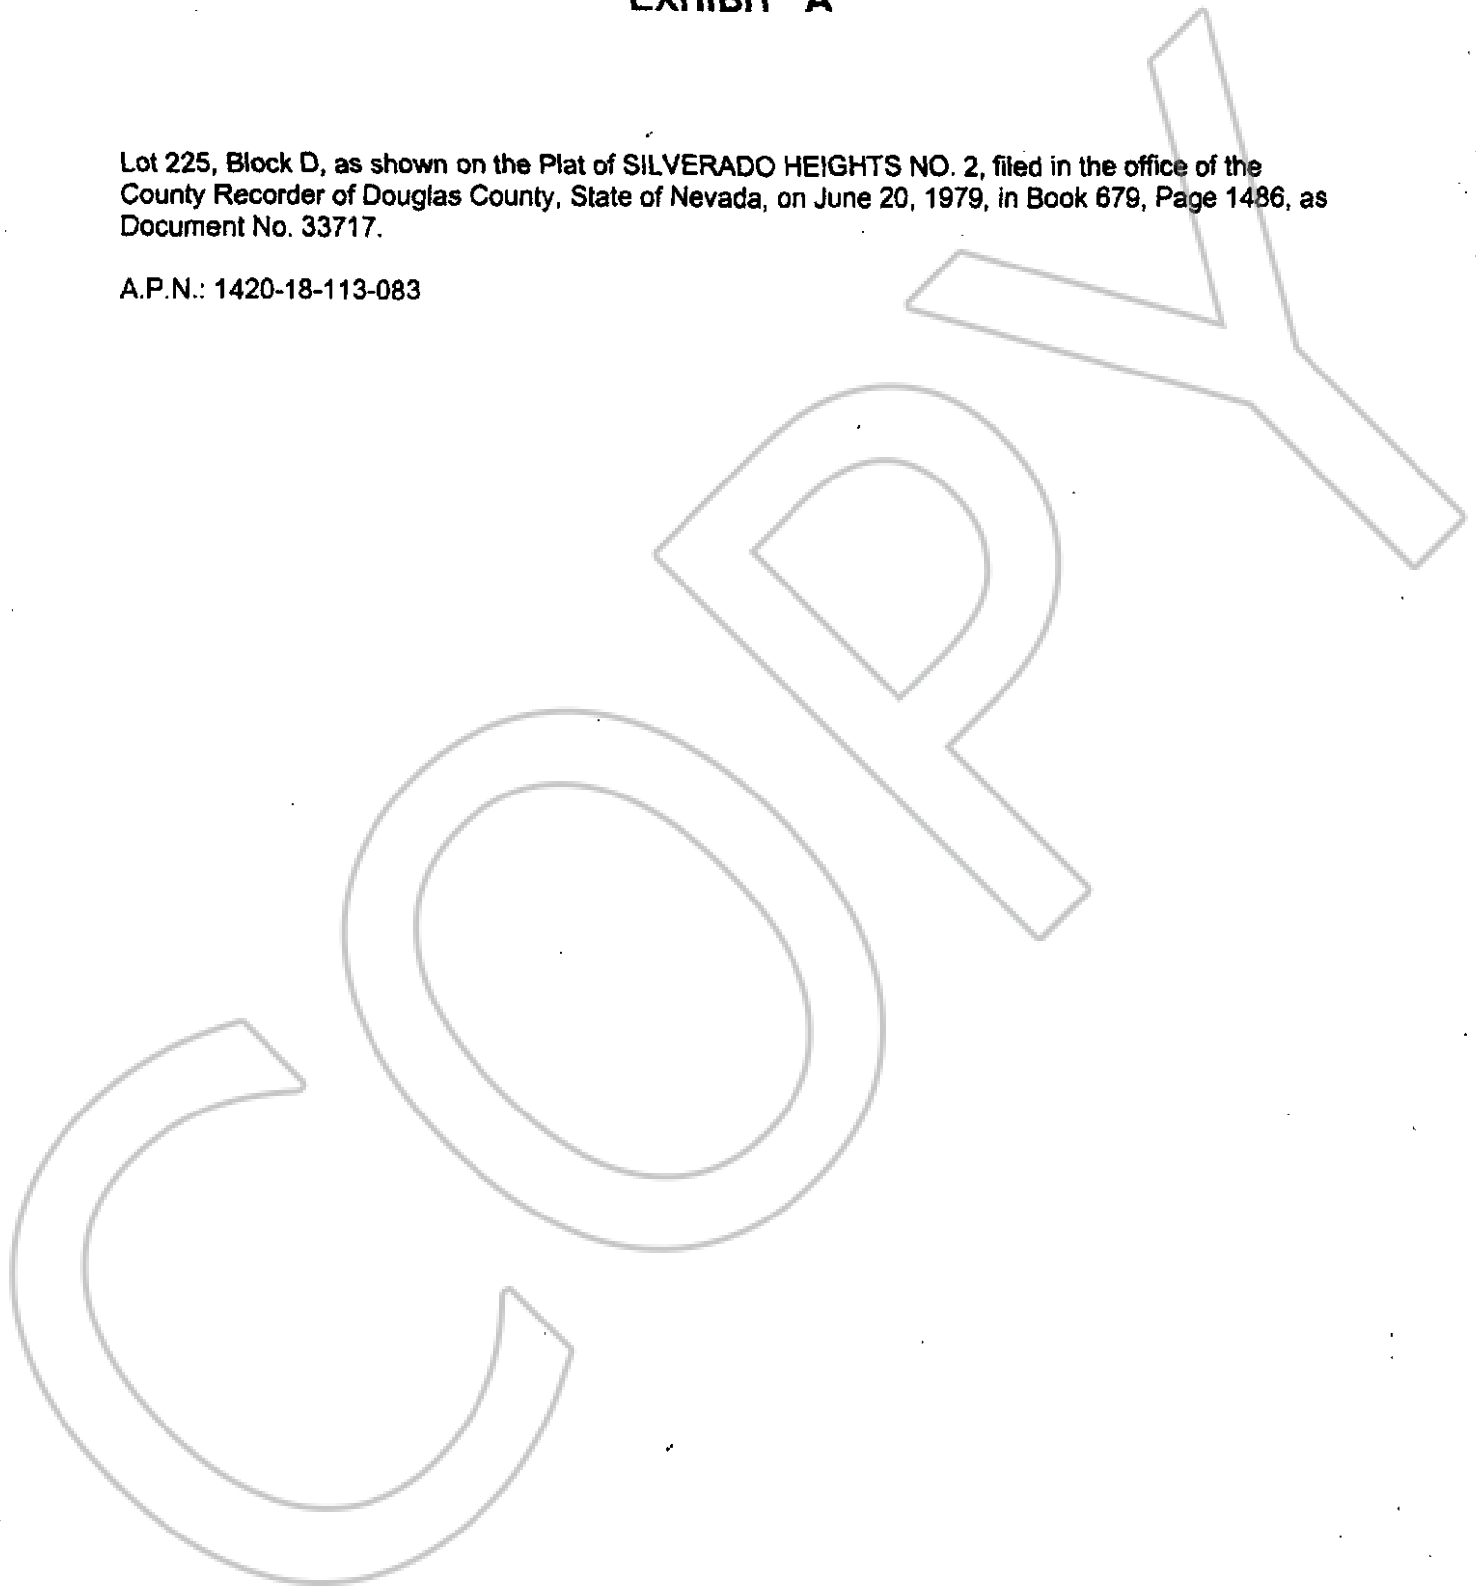 EXHIBIT "A"
Lot 225, Block D, as shown on the Plat of SILVERADO HEIGHTS NO. 2, filed in the office of the
County Recorder of Douglas County, State of Nevada, on June 20, 1979, in Book 679, Page 1486, as
Document No. 33717.
A.P.N.: 1420-18-113-083
COPY